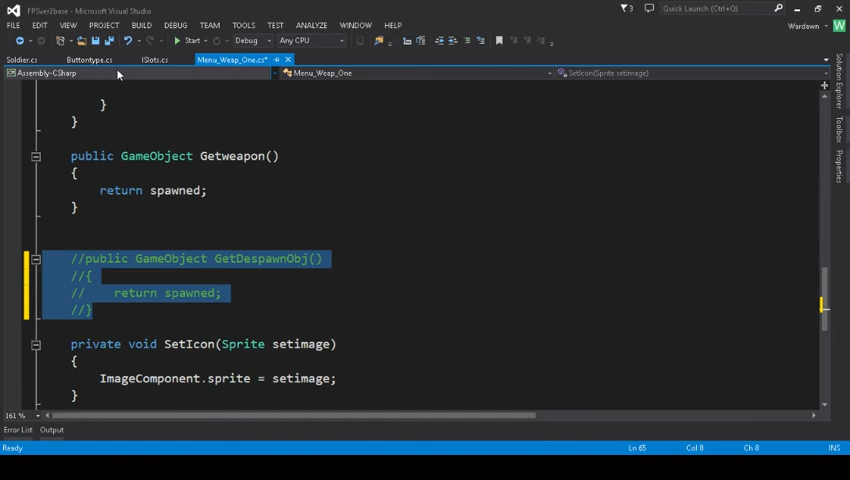 FPSver2base - Microsoft Visual Studio
3
Quick Launch (Ctrl+Q)
FILE EDIT VIEW PROJECT BUILD DEBUG TEAM TOOLS TEST ANALYZE WINDOW HELP
Wardawn
Start Debug Any CPU
Soldier.cs Buttontype.cs ISlots.cs Menu_Weap_One.cs*
Assembly-CSharp Menu_Weap_One SetIcon(Sprite setimage)
}
}
public GameObject Getweapon()
{
return spawned;
}
//public GameObject GetDespawnObj()
//{
// return spawned;
//}
private void SetIcon(Sprite setimage)
{
ImageComponent.sprite = setimage;
}
Solution Explorer
Toolbox
Properties
161 %
Error List Output
Ready Ln 65 Col 8 Ch 8